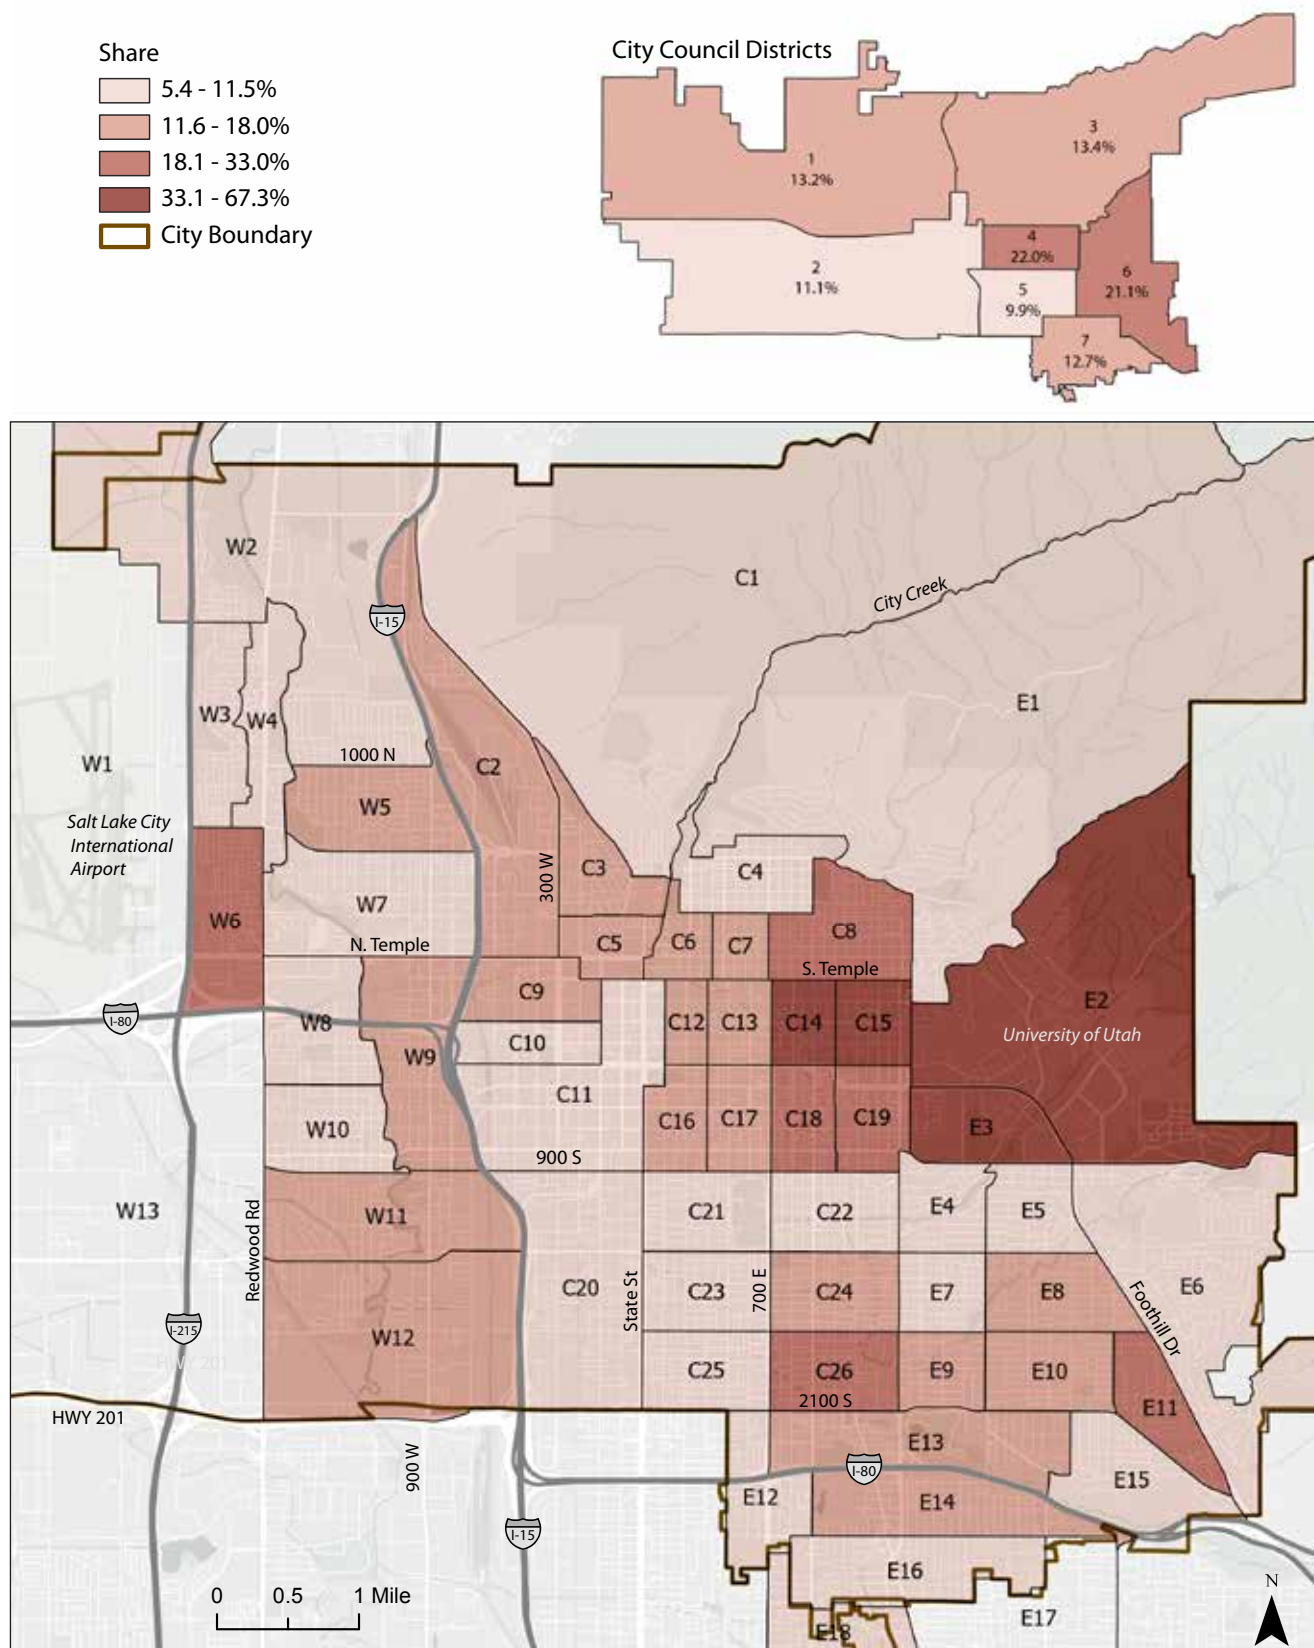 Share
5.4 - 11.5%
11.6 - 18.0%
18.1 - 33.0%
33.1 - 67.3%
City Boundary
City Council Districts
1
13.2%
3
13.4%
2
11.1%
4
22.0%
5
9.9%
6
21.1%
7
12.7%
W2
C1
City Creek
I-15
W3
W4
E1
W1
1000 N
C2
W5
Salt Lake City
International
Airport
300 W
C3
C4
W6
W7
N. Temple
C5
C6
C7
C8
S. Temple
C9
E2
I-80
W8
C10
C12
C13
C14
C15
University of Utah
W9
C11
W10
C16
C17
C18
C19
E3
900 S
W13
Redwood Rd
W11
C21
C22
E4
E5
C20
State St
C23
700 E
C24
E7
E8
Foothill Dr
E6
I-215
HWY 201
W12
C25
C26
E9
E10
2100 S
E11
HWY 201
900 W
E13
I-80
E12
E14
E15
I-15
E16
0 0.5 1 Mile
E17
E18
N